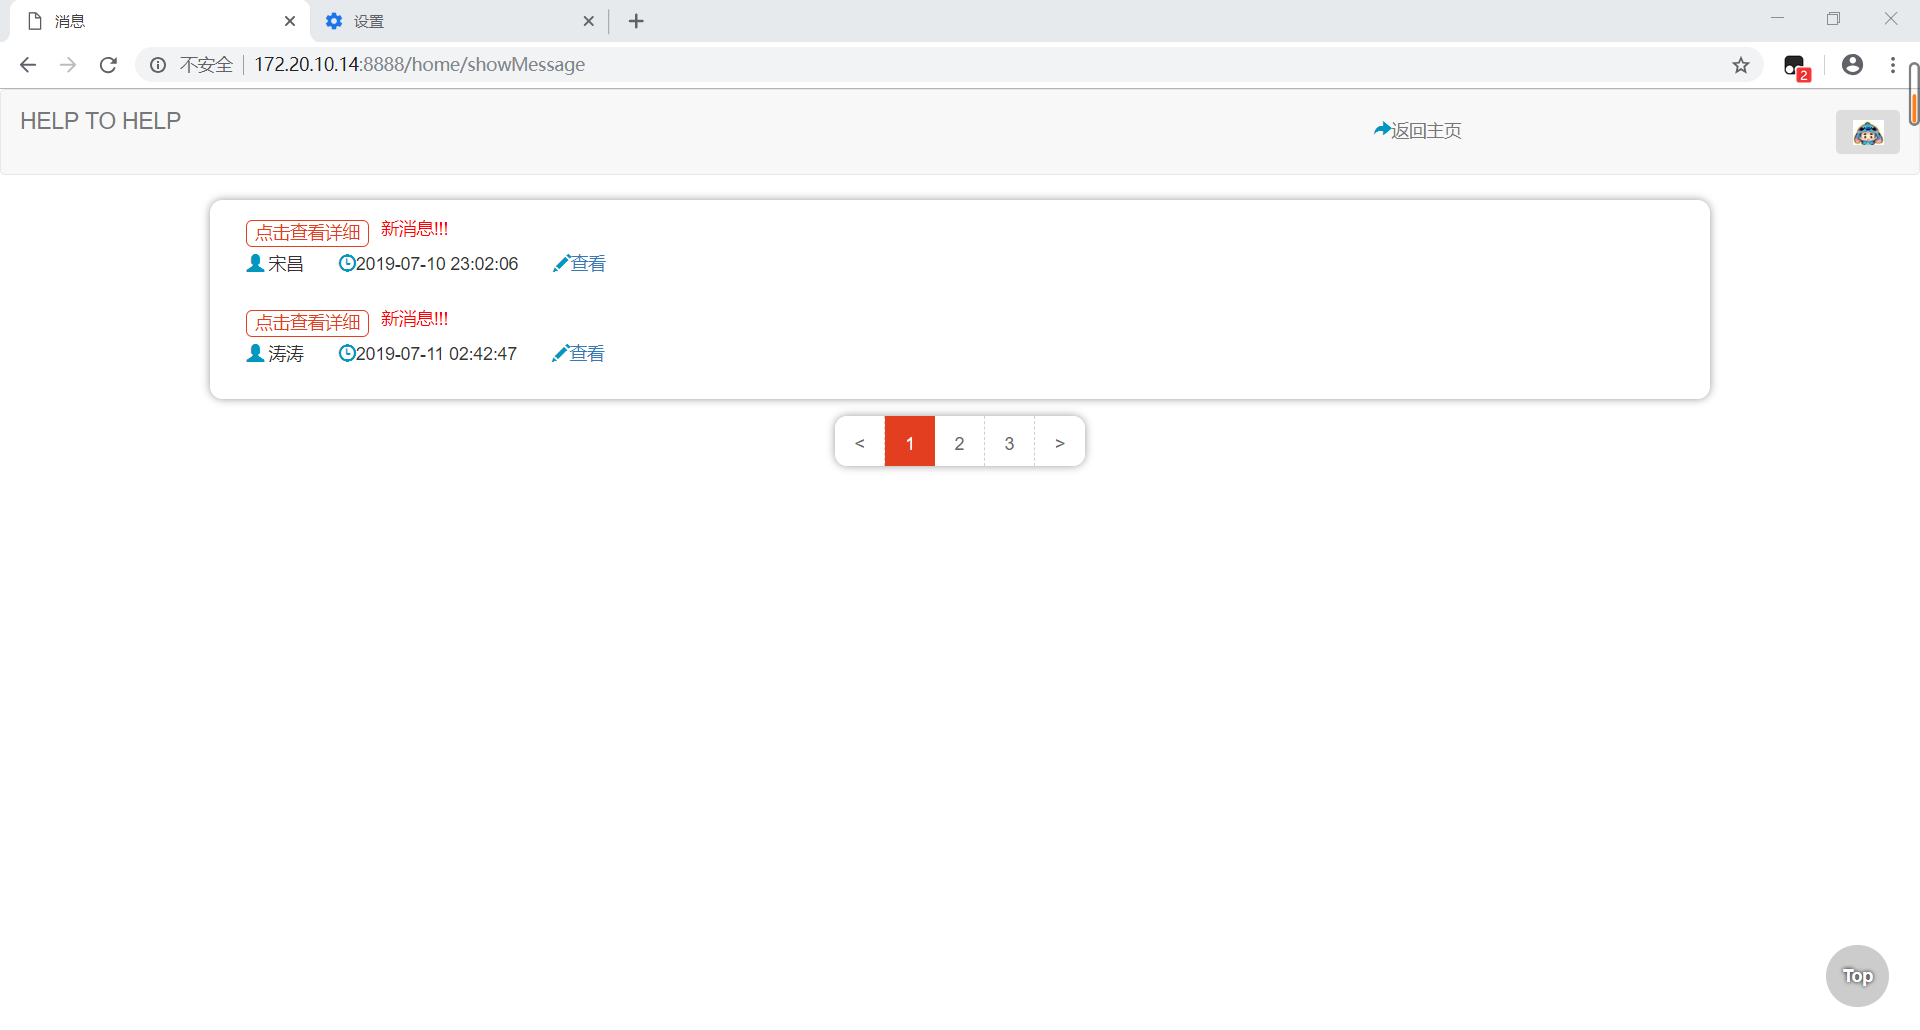 消息
设置
不安全 172.20.10.14:8888/home/showMessage
2
HELP TO HELP
返回主页
点击查看详细 新消息!!!
宋昌 2019-07-10 23:02:06 查看
点击查看详细 新消息!!!
涛涛 2019-07-11 02:42:47 查看
< 1 2 3 >
Top